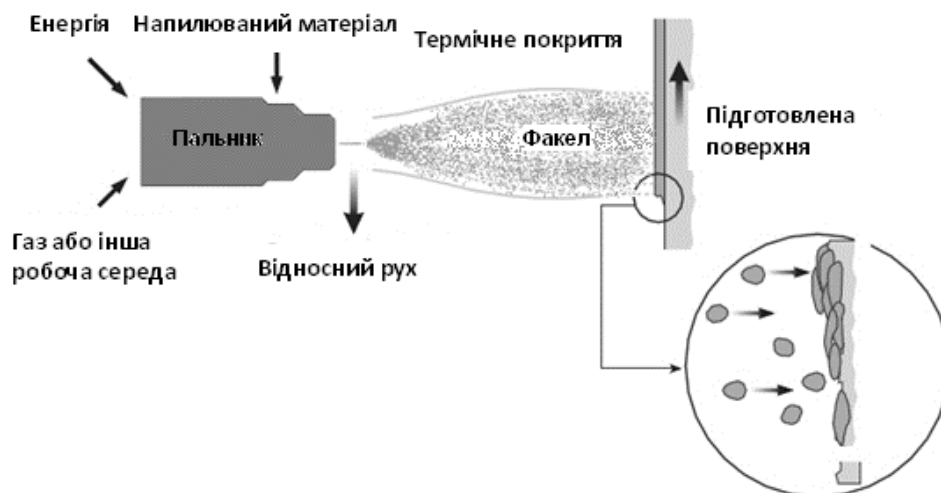 Енергія
Напилюваний матеріал
Термічне покриття
Підготовлена
поверхня
Пальник
Факел
Газ або інша
робоча середа
Відносний рух